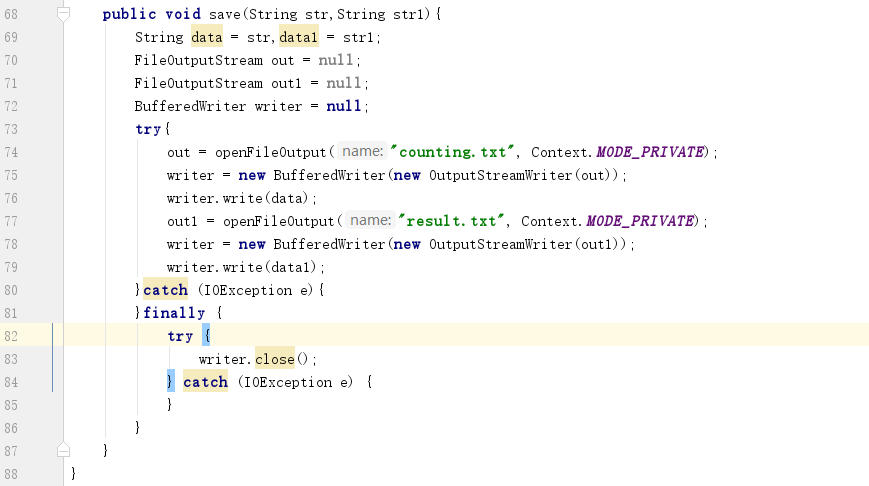 68 public void save(String str,String str1){
69 String data = str,data1 = str1;
70 FileOutputStream out = null;
71 FileOutputStream out1 = null;
72 BufferedWriter writer = null;
73 try{
74 out = openFileOutput( name: "counting.txt", Context.MODE_PRIVATE);
75 writer = new BufferedWriter(new OutputStreamWriter(out));
76 writer.write(data);
77 out1 = openFileOutput( name: "result.txt", Context.MODE_PRIVATE);
78 writer = new BufferedWriter(new OutputStreamWriter(out1));
79 writer.write(data1);
80 }catch (IOException e){
81 }finally {
82 try {
83 writer.close();
84 } catch (IOException e) {
85 }
86 }
87 }
88 }